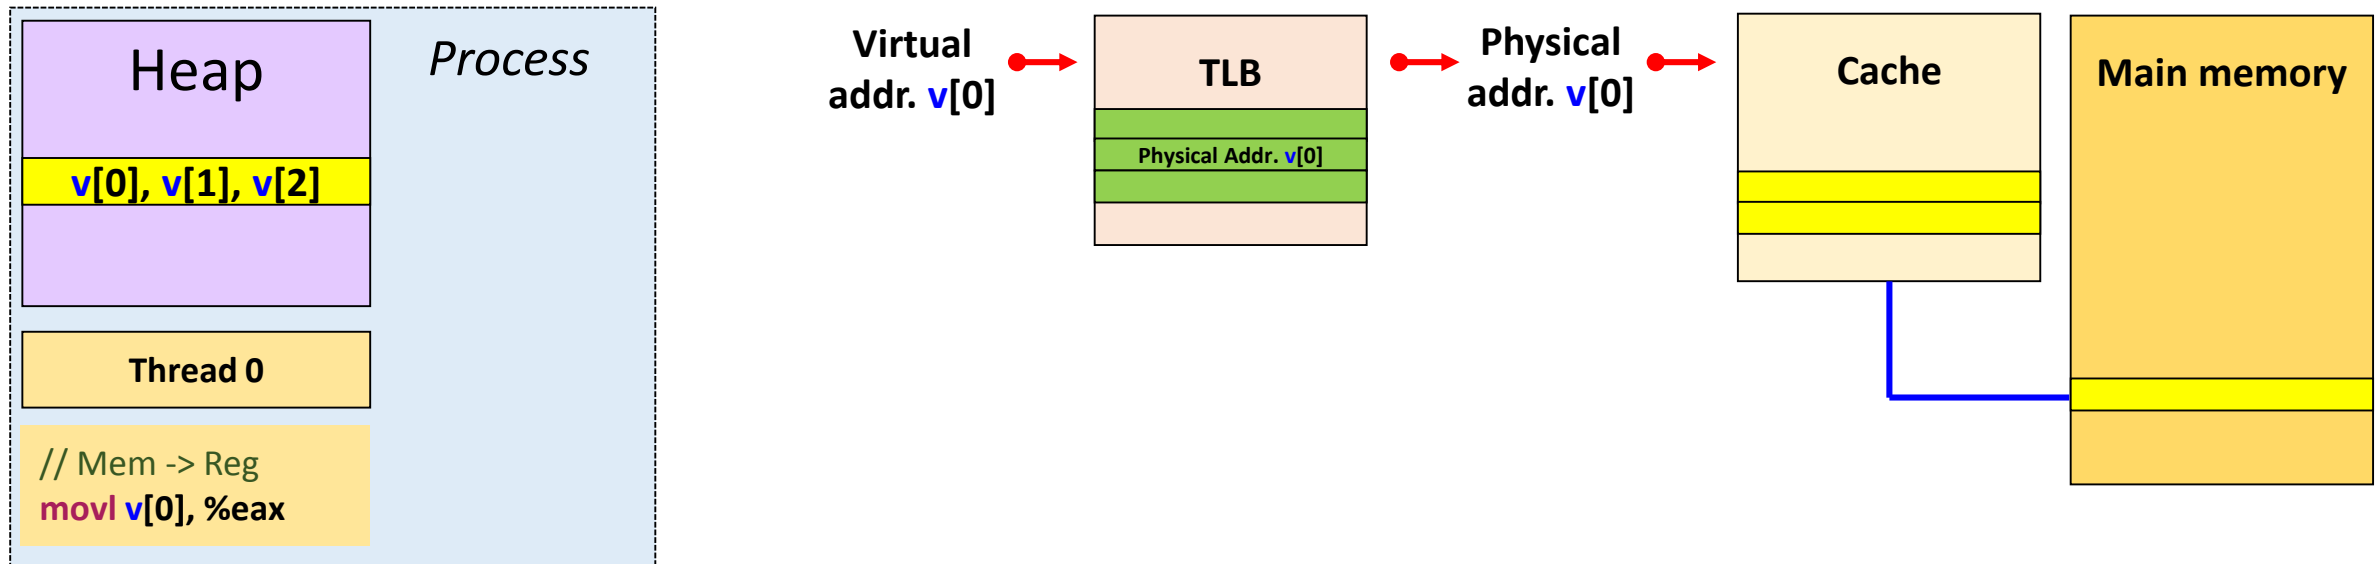 Heap
Process
v[0], v[1], v[2]
Thread 0
// Mem -> Reg
movl v[0], %eax
Virtual
addr. v[0]
TLB
Physical Addr. v[0]
Physical
addr. v[0]
Cache
Main memory